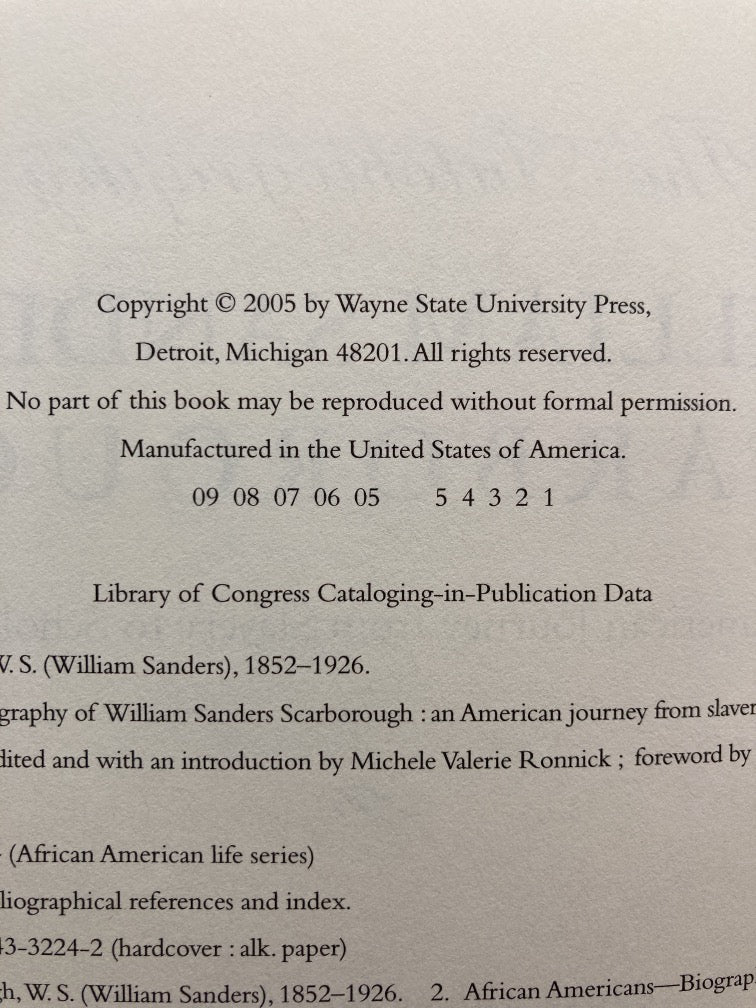 Copyright © 2005 by Wayne State University Press,
Detroit, Michigan 48201. All rights reserved.
No part of this book may be reproduced without formal permission.
Manufactured in the United States of America.
09 08 07 06 05 5 4 3 2 1
Library of Congress Cataloging-in-Publication Data
W. S. (William Sanders), 1852–1926.
graphy of William Sanders Scarborough : an American journey from slaver
dited and with an introduction by Michele Valerie Ronnick ; foreword by
(African American life series)
liographical references and index.
43-3224-2 (hardcover : alk. paper)
gh, W. S. (William Sanders), 1852–1926. 2. African Americans—Biograp